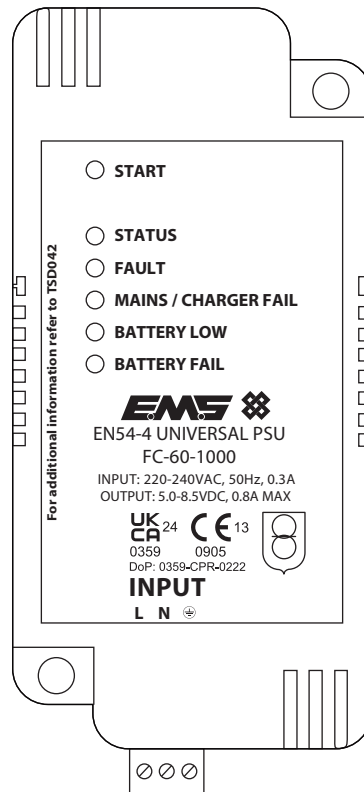 START
STATUS
FAULT
MAINS / CHARGER FAIL
BATTERY LOW
BATTERY FAIL
For additional information refer to TSD042
E.M.S
EN54-4 UNIVERSAL PSU
FC-60-1000
INPUT: 220-240VAC, 50Hz, 0.3A
OUTPUT: 5.0-8.5VDC, 0.8A MAX
UK
CA 24 CE 13
0359 0905
DoP: 0359-CPR-0222
INPUT
L N